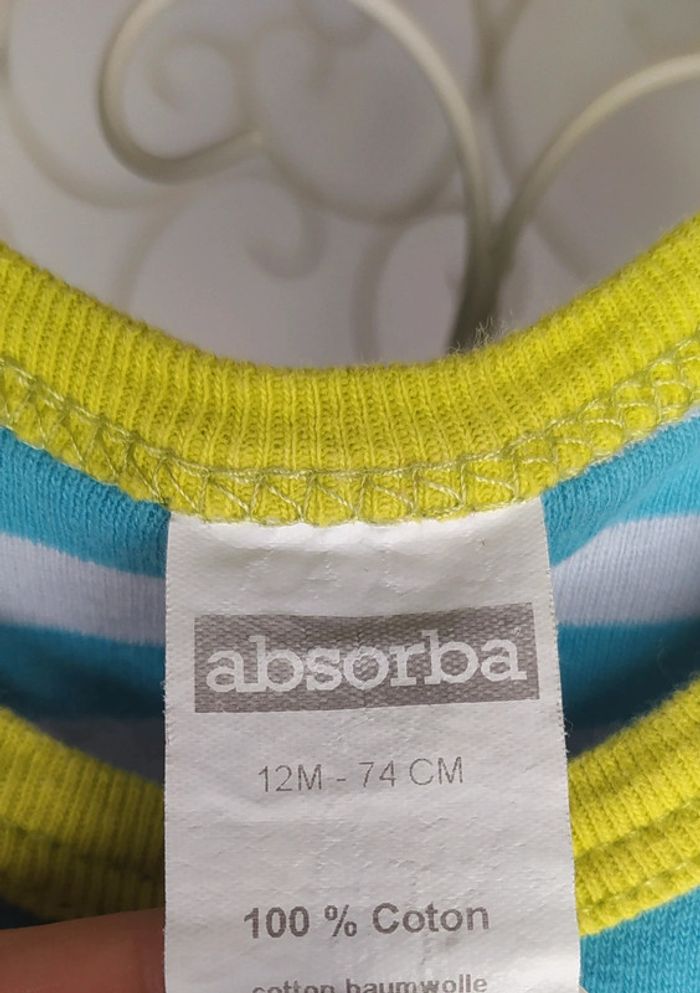 absorba
12M - 74 CM
100 % Coton
cotton baumwolle